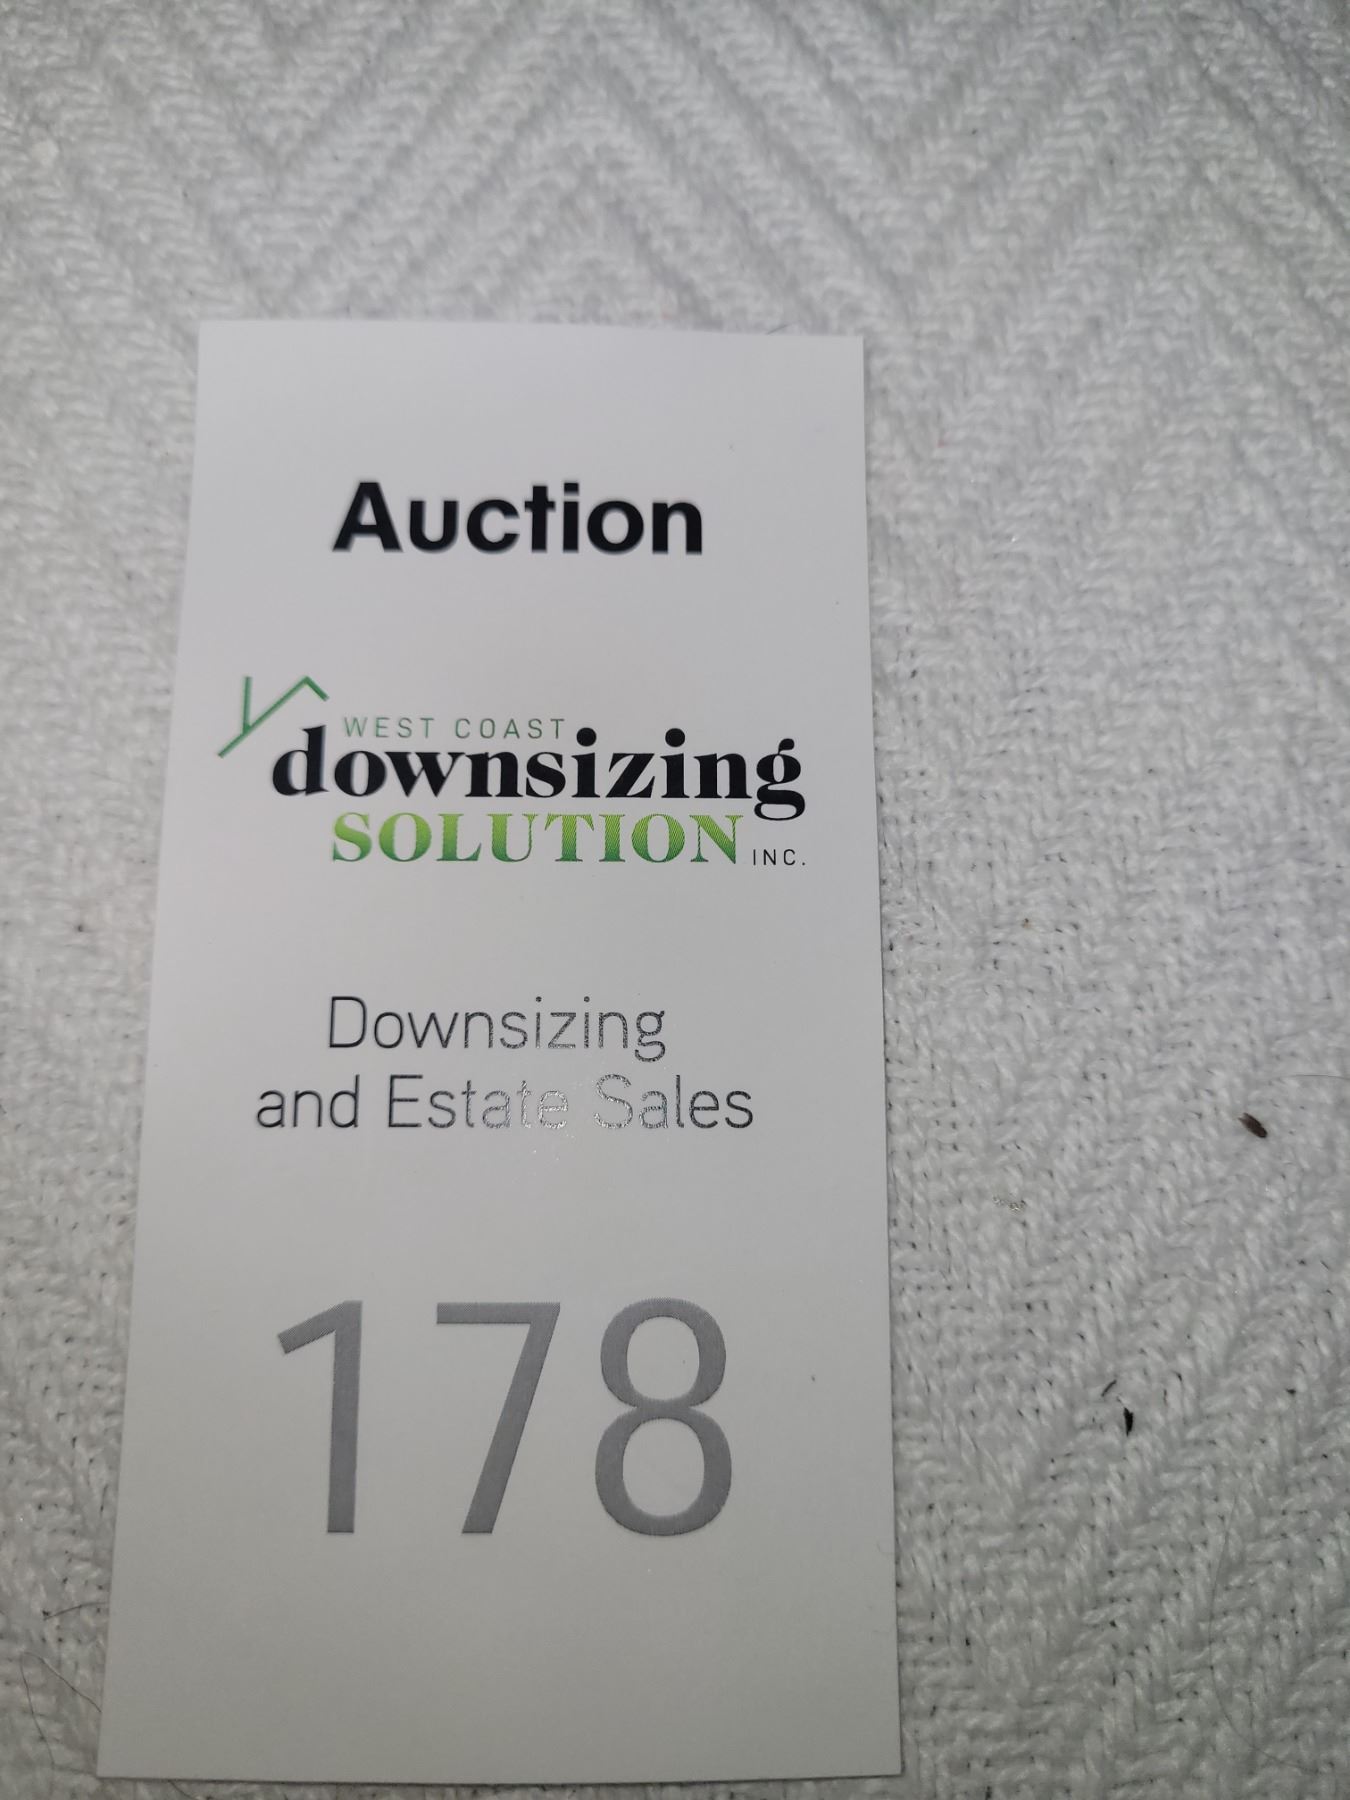 Auction
WEST COAST
downsizing
SOLUTION INC.
Downsizing
and Estate Sales
178